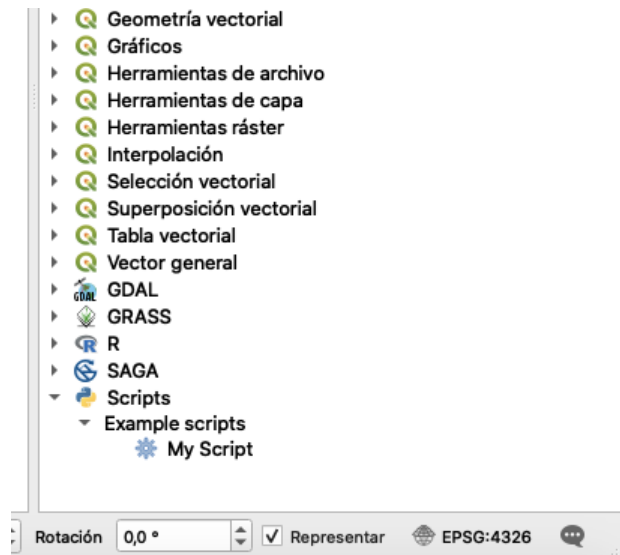 Geometría vectorial
Gráficos
Herramientas de archivo
Herramientas de capa
Herramientas ráster
Interpolación
Selección vectorial
Superposición vectorial
Tabla vectorial
Vector general
GDAL GDAL
GRASS
R R
SAGA
Scripts
Example scripts
My Script
Rotación 0,0 ° Representar EPSG:4326